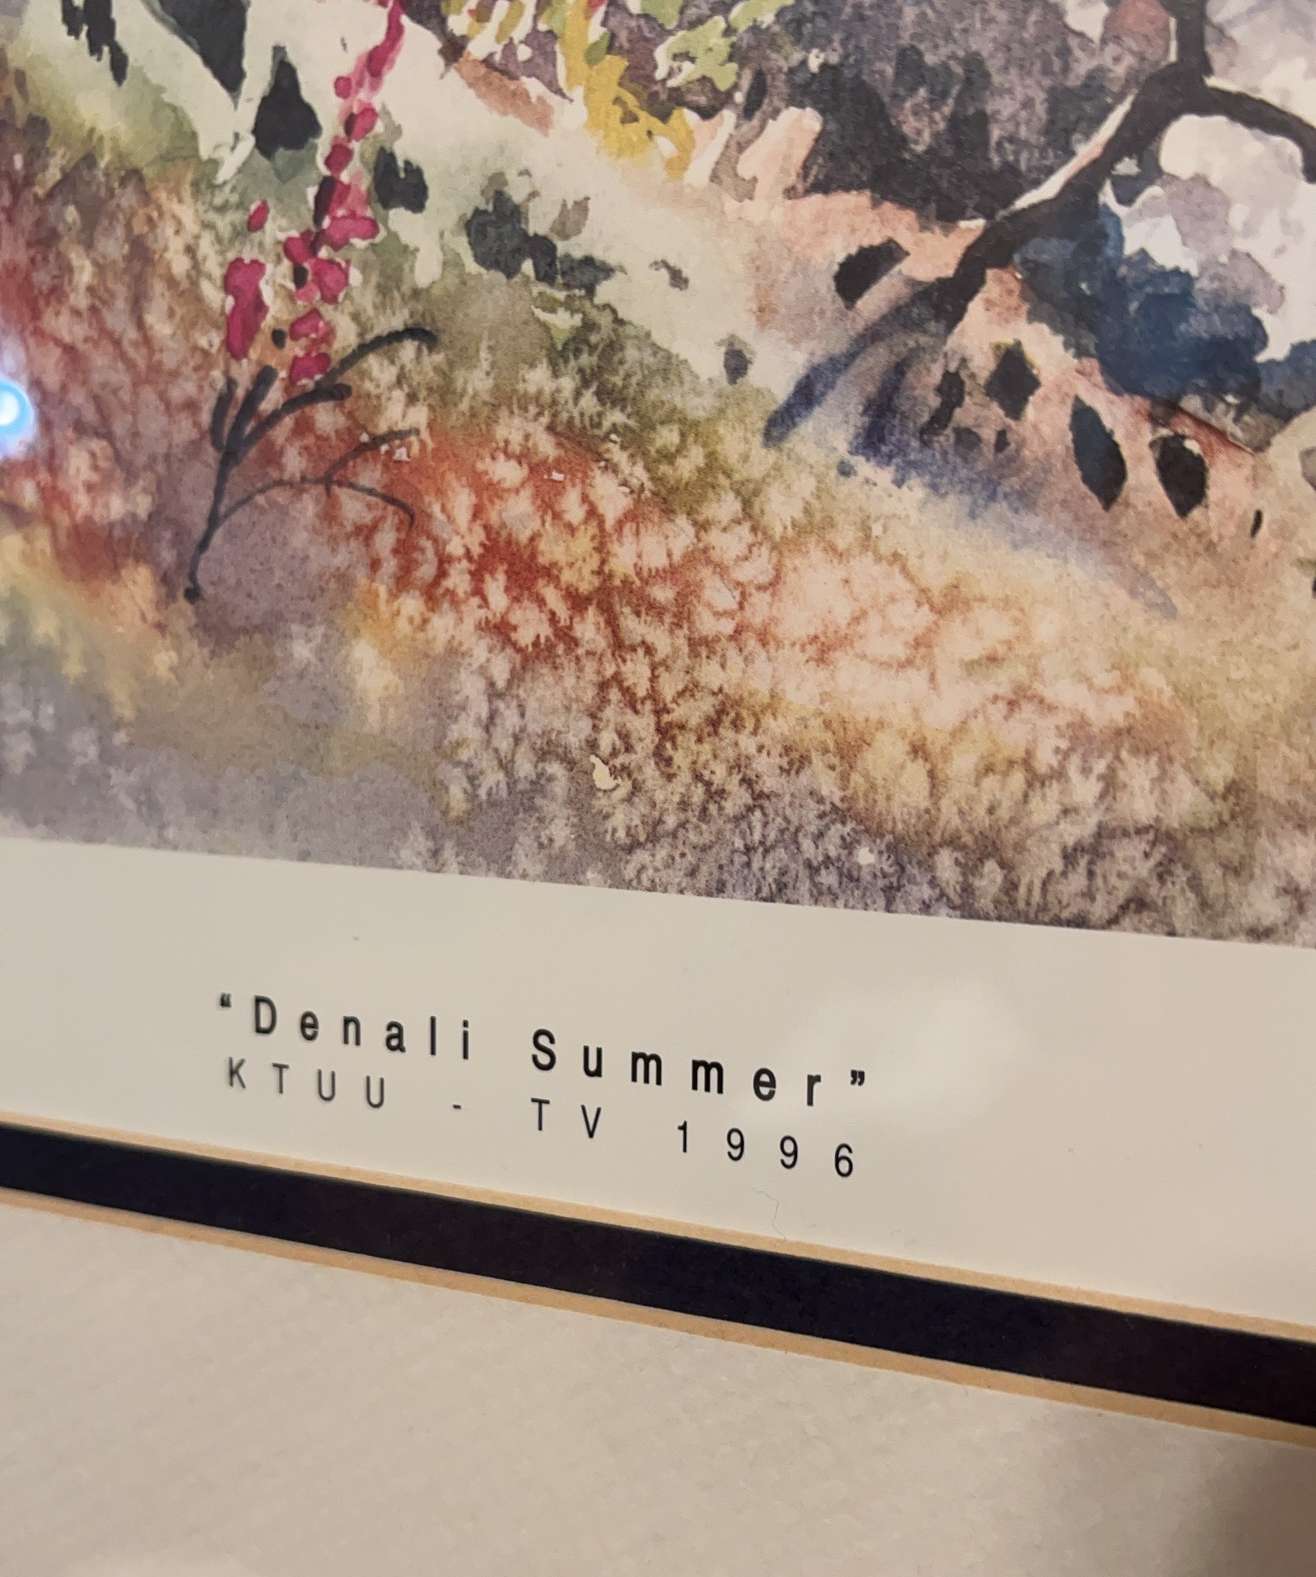 “Denali Summer”
KTUU - TV 1996